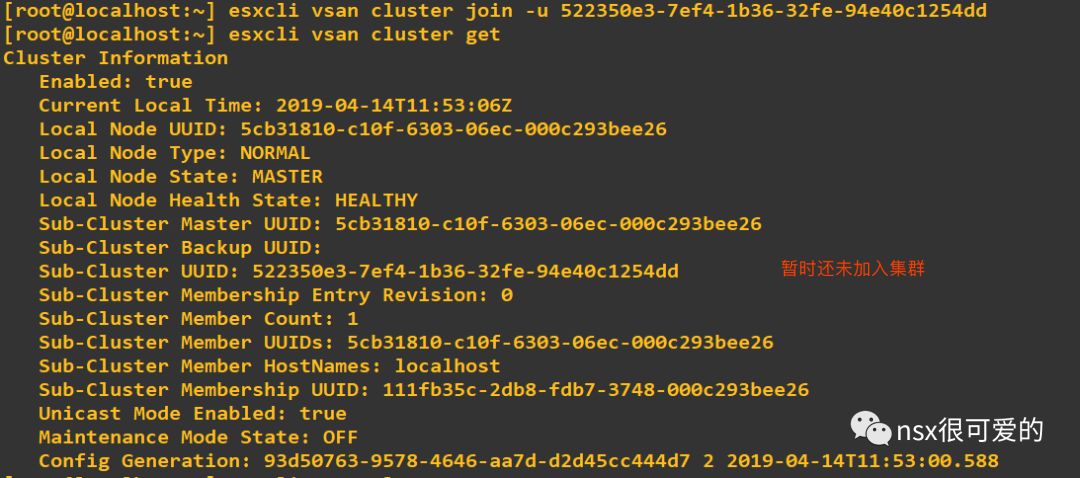 [root@localhost:~] esxcli vsan cluster join -u 522350e3-7ef4-1b36-32fe-94e40c1254dd
[root@localhost:~] esxcli vsan cluster get
Cluster Information
Enabled: true
Current Local Time: 2019-04-14T11:53:06Z
Local Node UUID: 5cb31810-c10f-6303-06ec-000c293bee26
Local Node Type: NORMAL
Local Node State: MASTER
Local Node Health State: HEALTHY
Sub-Cluster Master UUID: 5cb31810-c10f-6303-06ec-000c293bee26
Sub-Cluster Backup UUID:
Sub-Cluster UUID: 522350e3-7ef4-1b36-32fe-94e40c1254dd 暂时还未加入集群
Sub-Cluster Membership Entry Revision: 0
Sub-Cluster Member Count: 1
Sub-Cluster Member UUIDs: 5cb31810-c10f-6303-06ec-000c293bee26
Sub-Cluster Member HostNames: localhost
Sub-Cluster Membership UUID: 111fb35c-2db8-fdb7-3748-000c293bee26
Unicast Mode Enabled: true
Maintenance Mode State: OFF
Config Generation: 93d50763-9578-4646-aa7d-d2d45cc444d7 2 2019-04-14T11:53:00.588
nsx很可爱的